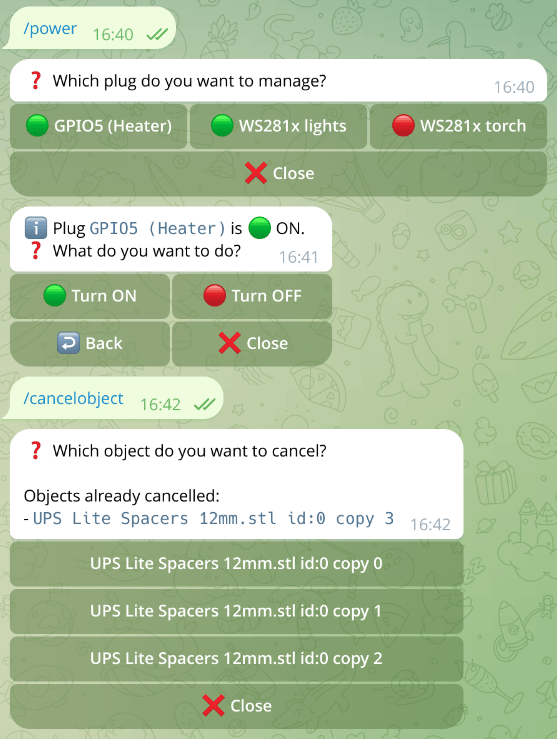 /power 16:40
❓ Which plug do you want to manage? 16:40
GPIO5 (Heater) WS281x lights WS281x torch
Close
Plug GPIO5 (Heater) is ON.
❓ What do you want to do? 16:41
Turn ON Turn OFF
Back Close
/cancelobject 16:42
❓ Which object do you want to cancel?
Objects already cancelled:
- UPS Lite Spacers 12mm.stl id:0 copy 3 16:42
UPS Lite Spacers 12mm.stl id:0 copy 0
UPS Lite Spacers 12mm.stl id:0 copy 1
UPS Lite Spacers 12mm.stl id:0 copy 2
Close